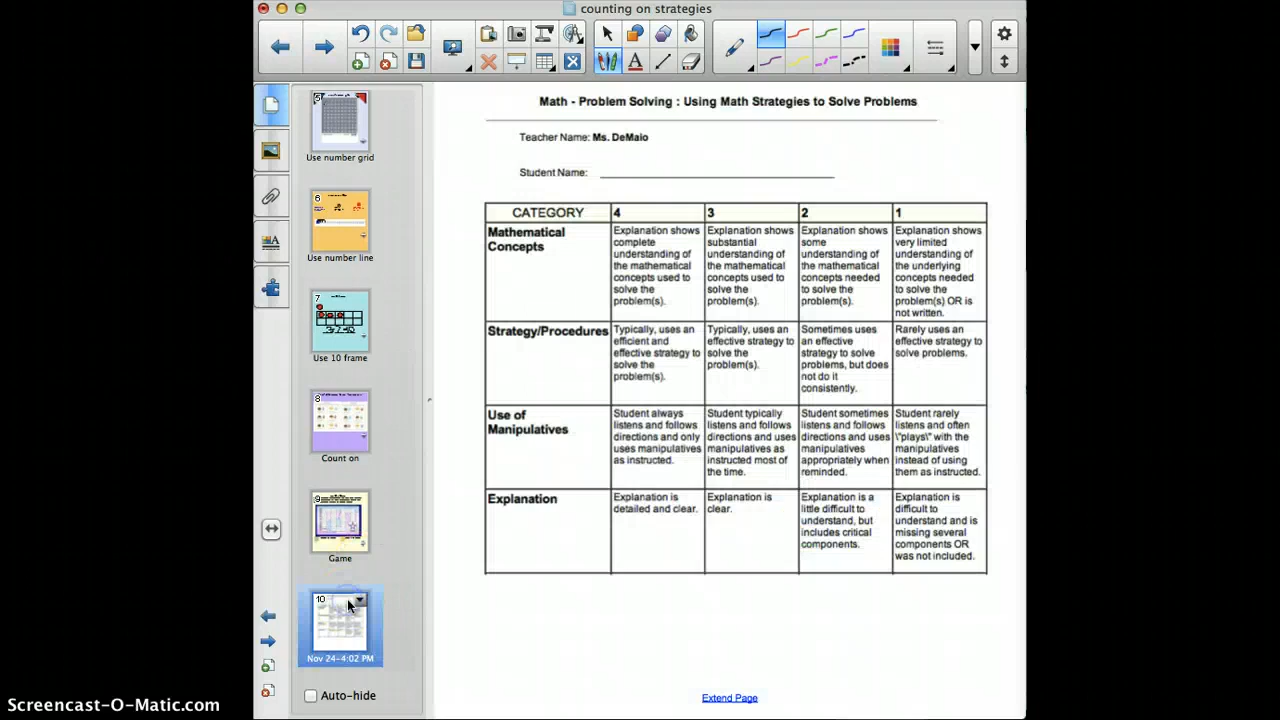 counting on strategies
5
Use number grid
6
Use number line
7
Use 10 frame
8
Count on
9
Game
10
Nov 24-4:02 PM
Auto-hide
Math - Problem Solving : Using Math Strategies to Solve Problems
Teacher Name: Ms. DeMaio
Student Name:
CATEGORY 4 3 2 1
Mathematical
Concepts
Explanation shows
complete
understanding of
the mathematical
concepts used to
solve the
problem(s).
Explanation shows
substantial
understanding of
the mathematical
concepts used to
solve the
problem(s).
Explanation shows
some
understanding of
the mathematical
concepts needed
to solve the
problem(s).
Explanation shows
very limited
understanding of
the underlying
concepts needed
to solve the
problem(s) OR is
not written.
Strategy/Procedures
Typically, uses an
efficient and
effective strategy to
solve the
problem(s).
Typically, uses an
effective strategy to
solve the
problem(s).
Sometimes uses
an effective
strategy to solve
problems, but does
not do it
consistently.
Rarely uses an
effective strategy to
solve problems.
Use of
Manipulatives
Student always
listens and follows
directions and only
uses manipulatives
as instructed.
Student typically
listens and follows
directions and uses
manipulatives as
instructed most of
the time.
Student sometimes
listens and follows
directions and uses
manipulatives
appropriately when
reminded.
Student rarely
listens and often
\"plays\" with the
manipulatives
instead of using
them as instructed.
Explanation
Explanation is
detailed and clear.
Explanation is
clear.
Explanation is a
little difficult to
understand, but
includes critical
components.
Explanation is
difficult to
understand and is
missing several
components OR
was not included.
Extend Page
Screencast-O-Matic.com